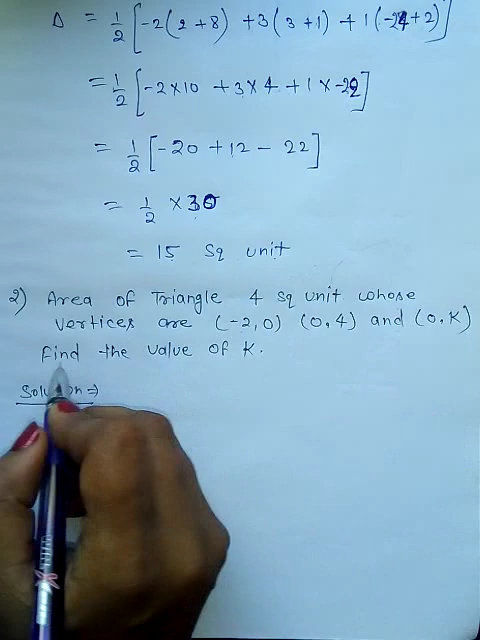 Δ = 1/2 [-2(2+8) +3(3+1) +1(-24+2)]
= 1/2 [-2×10 +3×4 +1×-22]
= 1/2 [-20 +12 - 22]
= 1/2 ×30
= 15 Sq unit
2) Area of Triangle 4 sq unit whose
vertices are (-2,0) (0,4) and (0,K)
Find the value of K.
Solution ⇒